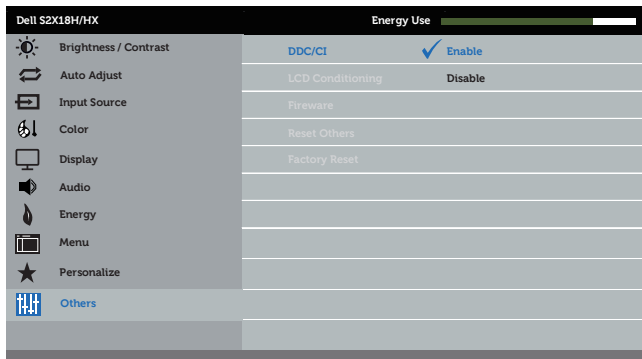 Dell S2X18H/HX Energy Use
Brightness / Contrast DDC/CI Enable
Auto Adjust LCD Conditioning Disable
Input Source Fireware
Color Reset Others
Display Factory Reset
Audio
Energy
Menu
Personalize
Others